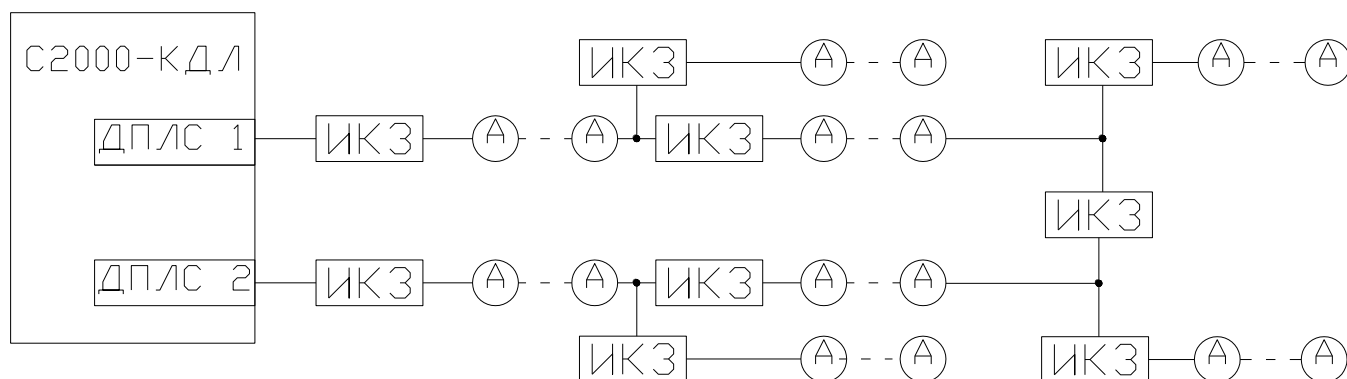 ИКЗ А А ИКЗ А А
С2000-КДЛ
ДПЛС 1 ИКЗ А А ИКЗ А А
ИКЗ
ДПЛС 2 ИКЗ А А ИКЗ А А
ИКЗ А А ИКЗ А А